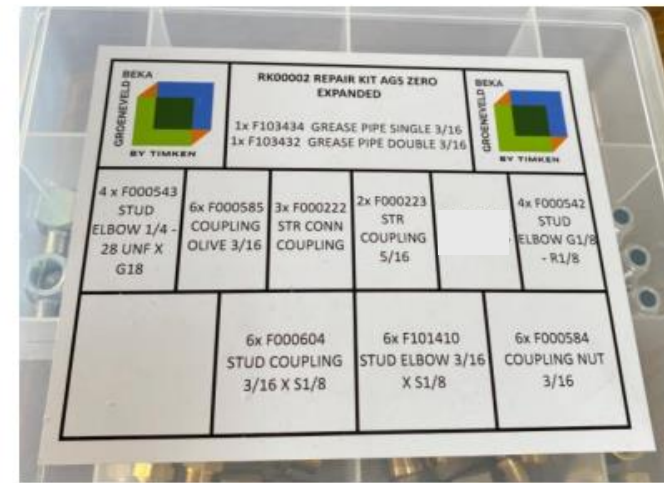 BEKA
GROENEVELD
BY TIMKEN
RK00002 REPAIR KIT AGS ZERO
EXPANDED
1x F103434 GREASE PIPE SINGLE 3/16
1x F103432 GREASE PIPE DOUBLE 3/16
BEKA
GROENEVELD
BY TIMKEN
4 x F000543
STUD
ELBOW 1/4 -
28 UNF X
G18
6x F000585
COUPLING
OLIVE 3/16
3x F000222
STR CONN
COUPLING
2x F000223
STR
COUPLING
5/16
4x F000542
STUD
ELBOW G1/8
- R1/8
6x F000604
STUD COUPLING
3/16 X S1/8
6x F101410
STUD ELBOW 3/16
X S1/8
6x F000584
COUPLING NUT
3/16